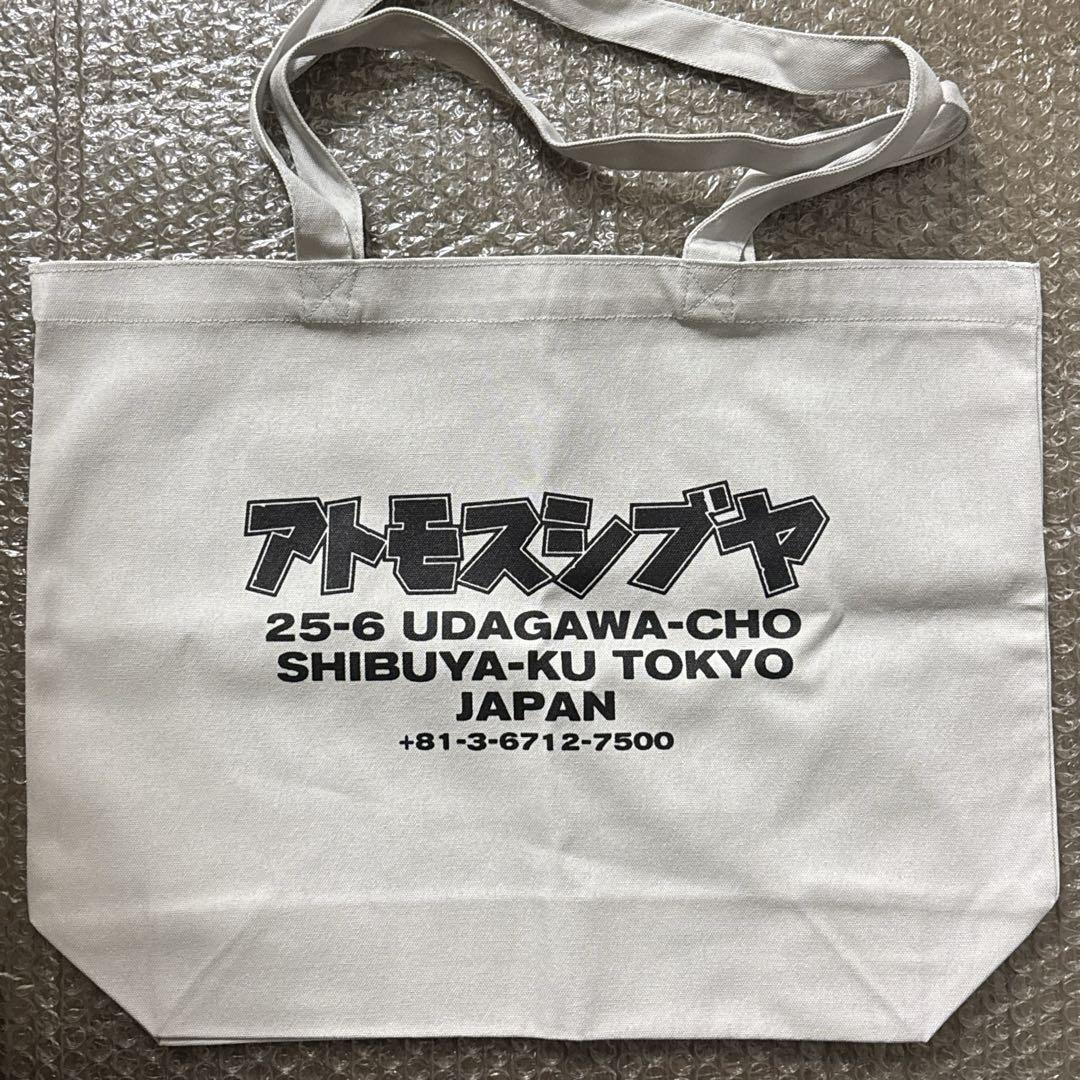 アトモスシブヤ
25-6 UDAGAWA-CHO
SHIBUYA-KU TOKYO
JAPAN
+81-3-6712-7500